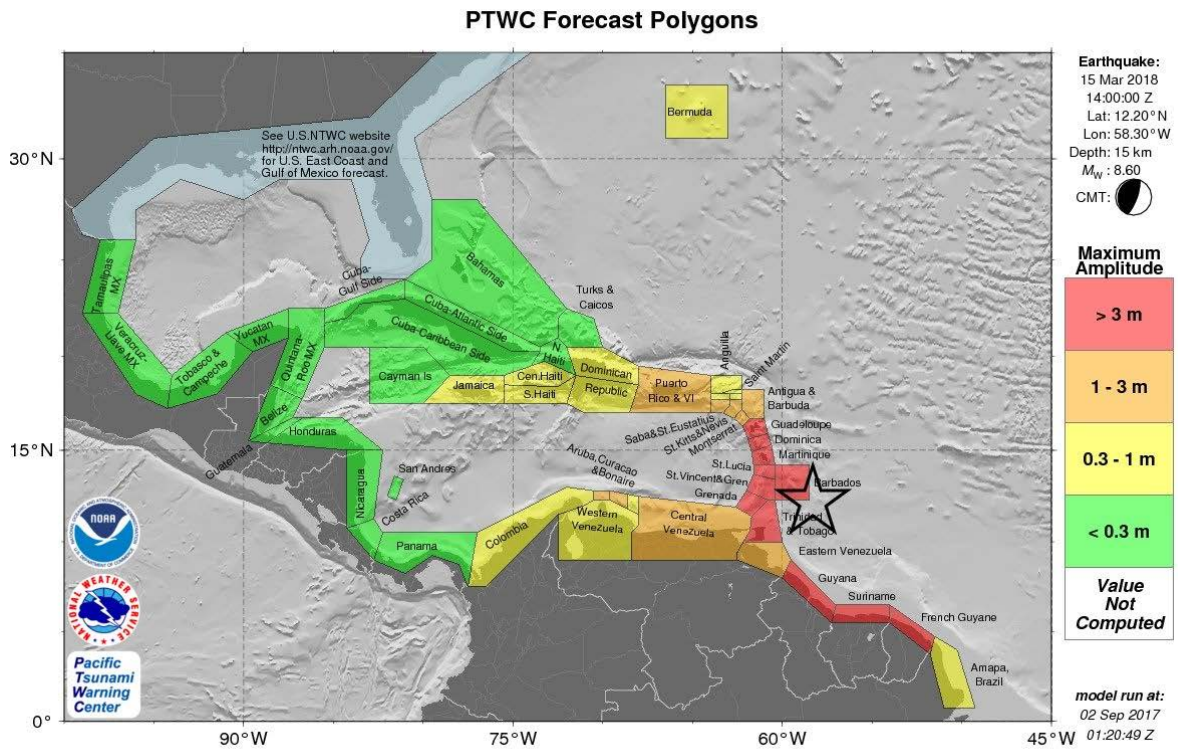 PTWC Forecast Polygons
Earthquake:
15 Mar 2018
14:00:00 Z
Lat: 12.20°N
Lon: 58.30°W
Depth: 15 km
Mw : 8.60
CMT:
Maximum
Amplitude
> 3 m
1 - 3 m
0.3 - 1 m
< 0.3 m
Value
Not
Computed
model run at:
02 Sep 2017
01:20:49 Z
30°N
15°N
0°
90°W
75°W
60°W
45°W
See U.S.NTWC website
http://ntwc.arh.noaa.gov/
for U.S. East Coast and
Gulf of Mexico forecast.
Bermuda
Tamaulipas
MX
Veracruz-
Llave MX
Tobasco &
Campeche
Yucatan
MX
Quintana-
Roo MX
Belize
Guatemala
Honduras
Nicaragua
Costa Rica
San Andres
Panama
Colombia
Cuba-
Gulf Side
Cuba-Atlantic Side
Cuba-Caribbean Side
Bahamas
Turks &
Caicos
Cayman Is
Jamaica
N.
Haiti
Cen.Haiti
S.Haiti
Dominican
Republic
Puerto
Rico & VI
Anguilla
Saint Martin
Antigua &
Barbuda
Saba&St.Eustatius
St.Kitts&Nevis
Montserrat
Guadeloupe
Dominica
Martinique
St.Lucia
Barbados
St.Vincent&Gren
Grenada
Trinidad
& Tobago
Aruba,Curacao
&Bonaire
Western
Venezuela
Central
Venezuela
Eastern Venezuela
Guyana
Suriname
French Guyane
Amapa,
Brazil
NOAA
NATIONAL WEATHER SERVICE
Pacific
Tsunami
Warning
Center